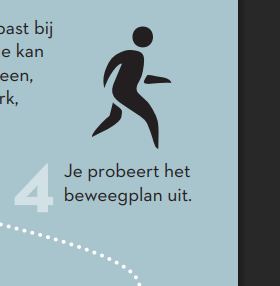 past bij
e kan
een,
rk,
4 Je probeert het
beweegplan uit.